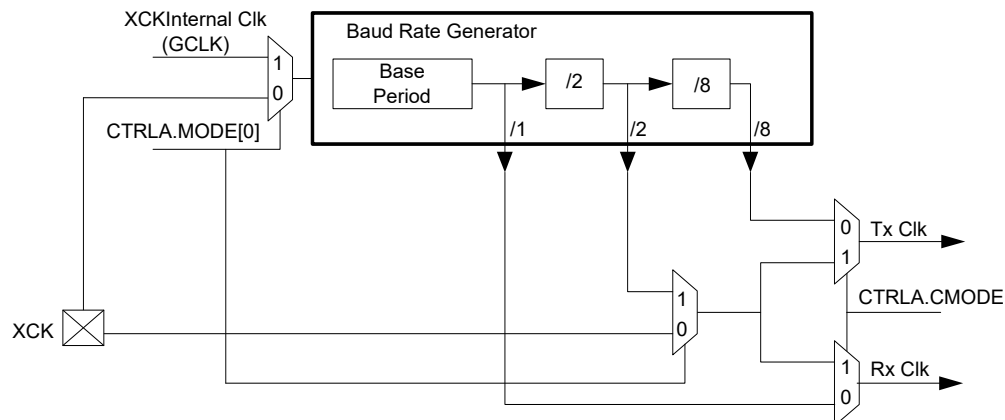 XCKInternal Clk
(GCLK)
Baud Rate Generator
1
0
Base
Period
/2
/8
CTRLA.MODE[0]
/1
/2
/8
0
1
Tx Clk
1
0
CTRLA.CMODE
XCK
1
0
Rx Clk